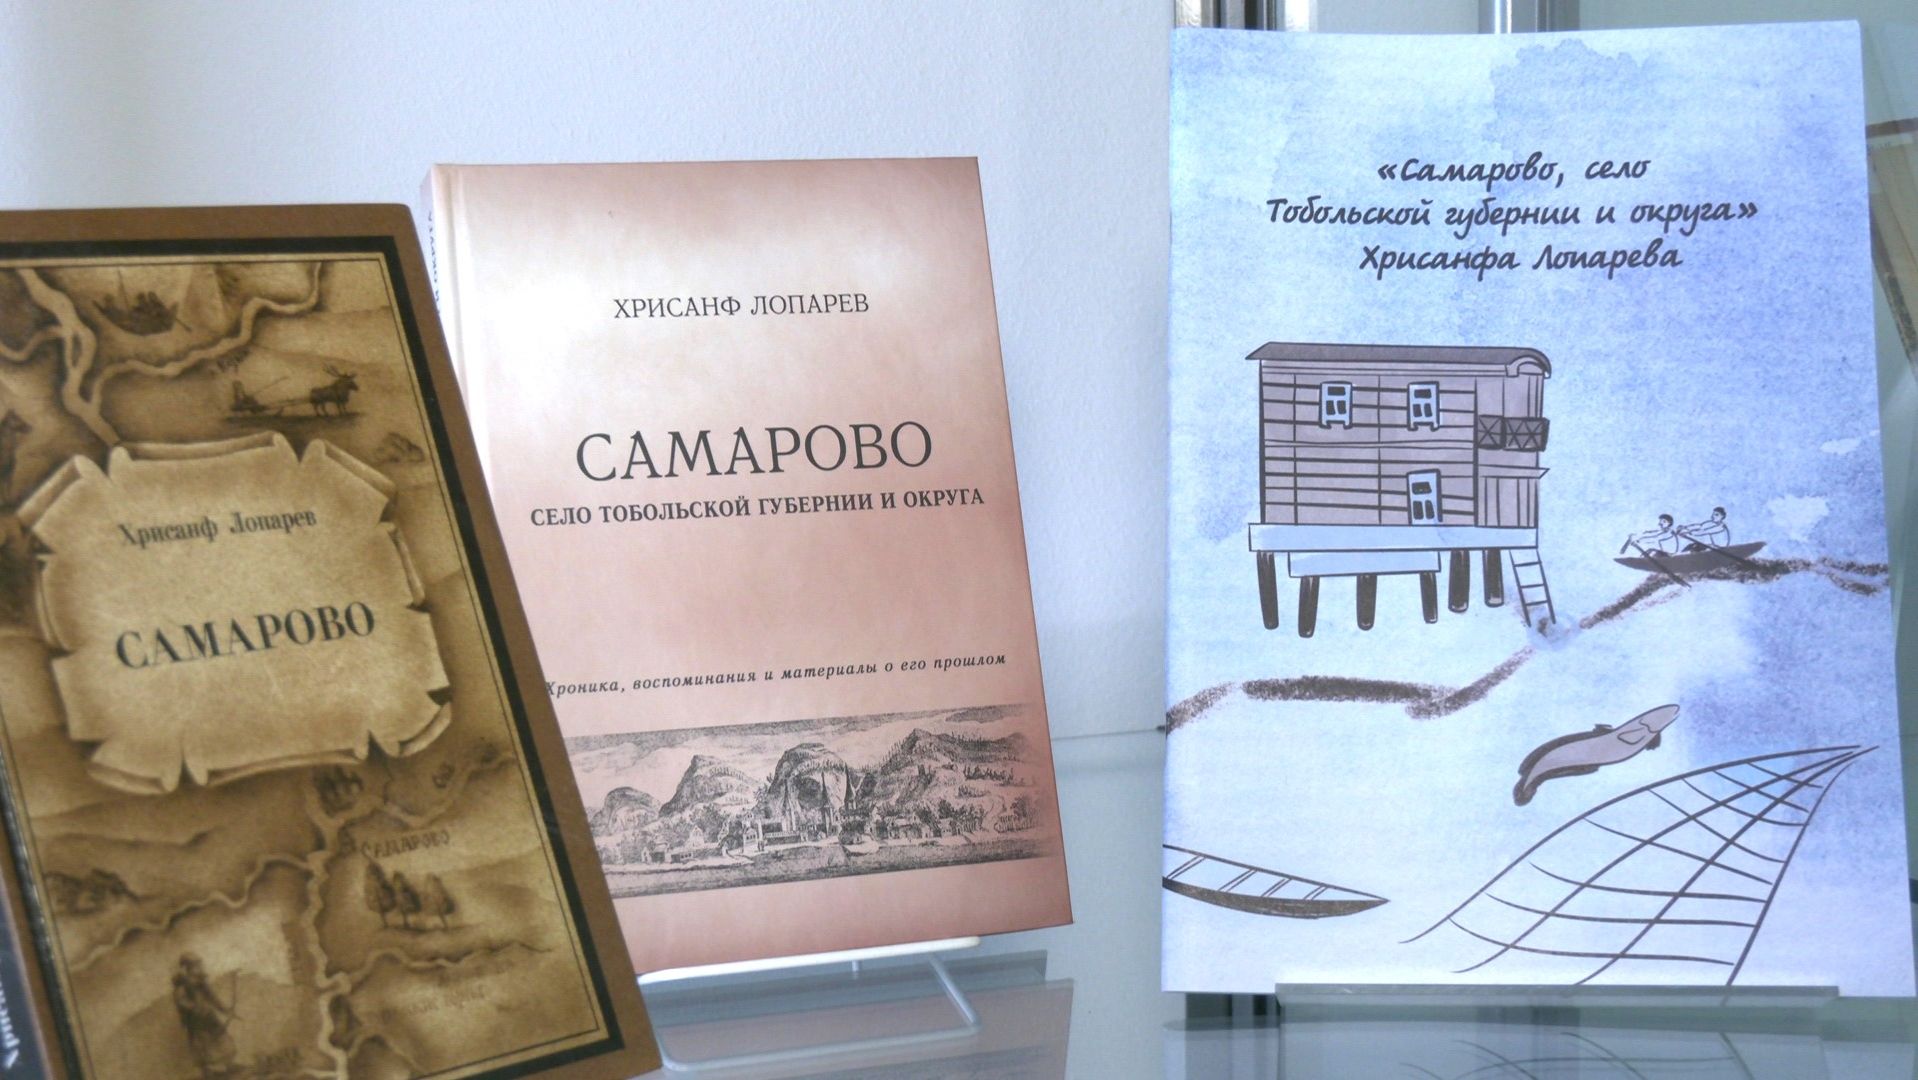 Хрисанф Лопарев
САМАРОВО
САМАРОВО
ХРИСАНФ ЛОПАРЕВ
САМАРОВО
СЕЛО ТОБОЛЬСКОЙ ГУБЕРНИИ И ОКРУГА
Хроника, воспоминания и материалы о его прошлом
«Самарово, село
Тобольской губернии и округа»
Хрисанфа Лопарева